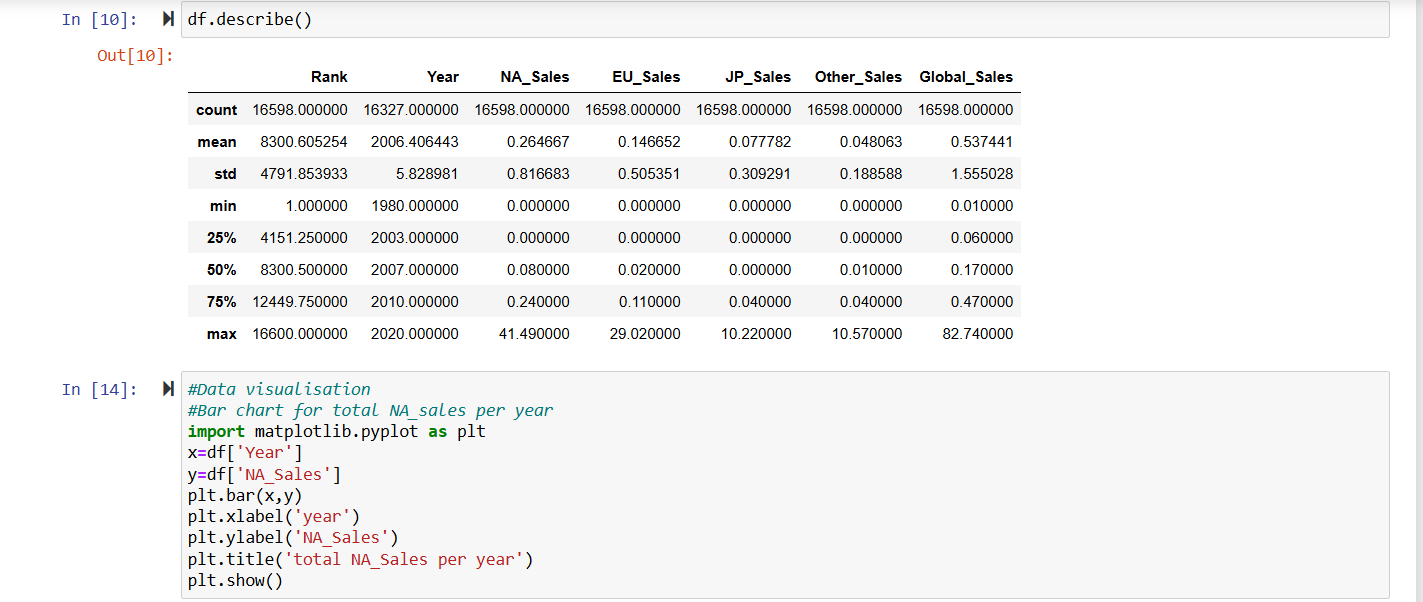 In [10]: df.describe()
Out[10]:
Rank Year NA_Sales EU_Sales JP_Sales Other_Sales Global_Sales
count 16598.000000 16327.000000 16598.000000 16598.000000 16598.000000 16598.000000 16598.000000
mean 8300.605254 2006.406443 0.264667 0.146652 0.077782 0.048063 0.537441
std 4791.853933 5.828981 0.816683 0.505351 0.309291 0.188588 1.555028
min 1.000000 1980.000000 0.000000 0.000000 0.000000 0.000000 0.010000
25% 4151.250000 2003.000000 0.000000 0.000000 0.000000 0.000000 0.060000
50% 8300.500000 2007.000000 0.080000 0.020000 0.000000 0.010000 0.170000
75% 12449.750000 2010.000000 0.240000 0.110000 0.040000 0.040000 0.470000
max 16600.000000 2020.000000 41.490000 29.020000 10.220000 10.570000 82.740000
In [14]: #Data visualisation
#Bar chart for total NA_sales per year
import matplotlib.pyplot as plt
x=df['Year']
y=df['NA_Sales']
plt.bar(x,y)
plt.xlabel('year')
plt.ylabel('NA_Sales')
plt.title('total NA_Sales per year')
plt.show()